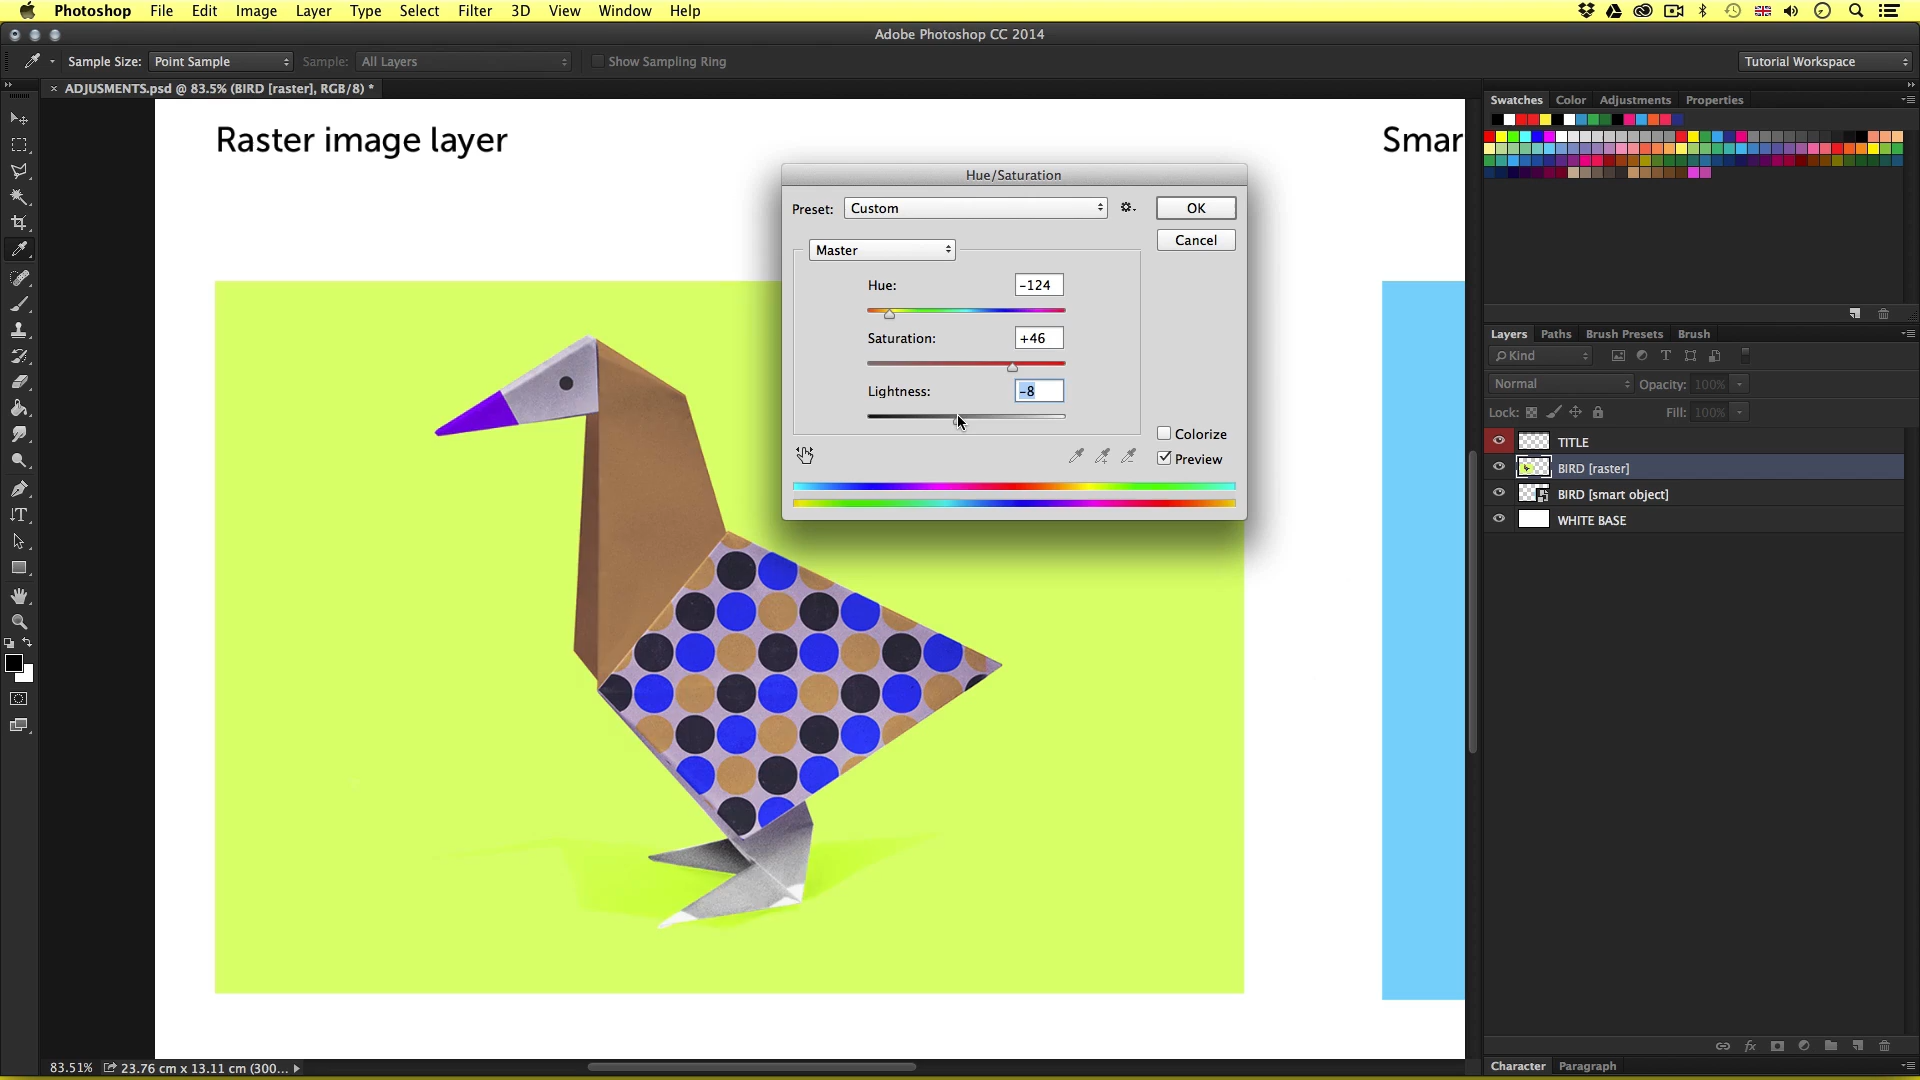 Photoshop File Edit Image Layer Type Select Filter 3D View Window Help
Adobe Photoshop CC 2014
Sample Size: Point Sample Sample: All Layers Show Sampling Ring Tutorial Workspace
× ADJUSMENTS.psd @ 83.5% (BIRD [raster], RGB/8) *
Swatches Color Adjustments Properties
Raster image layer
Smar
Hue/Saturation
Preset: Custom OK
Cancel
Master
Hue: -124
Saturation: +46
Lightness: -8
Colorize
Preview
Layers Paths Brush Presets Brush
Kind
Normal Opacity: 100%
Lock: Fill: 100%
TITLE
BIRD [raster]
BIRD [smart object]
WHITE BASE
83.51% 23.76 cm x 13.11 cm (300...
Character Paragraph